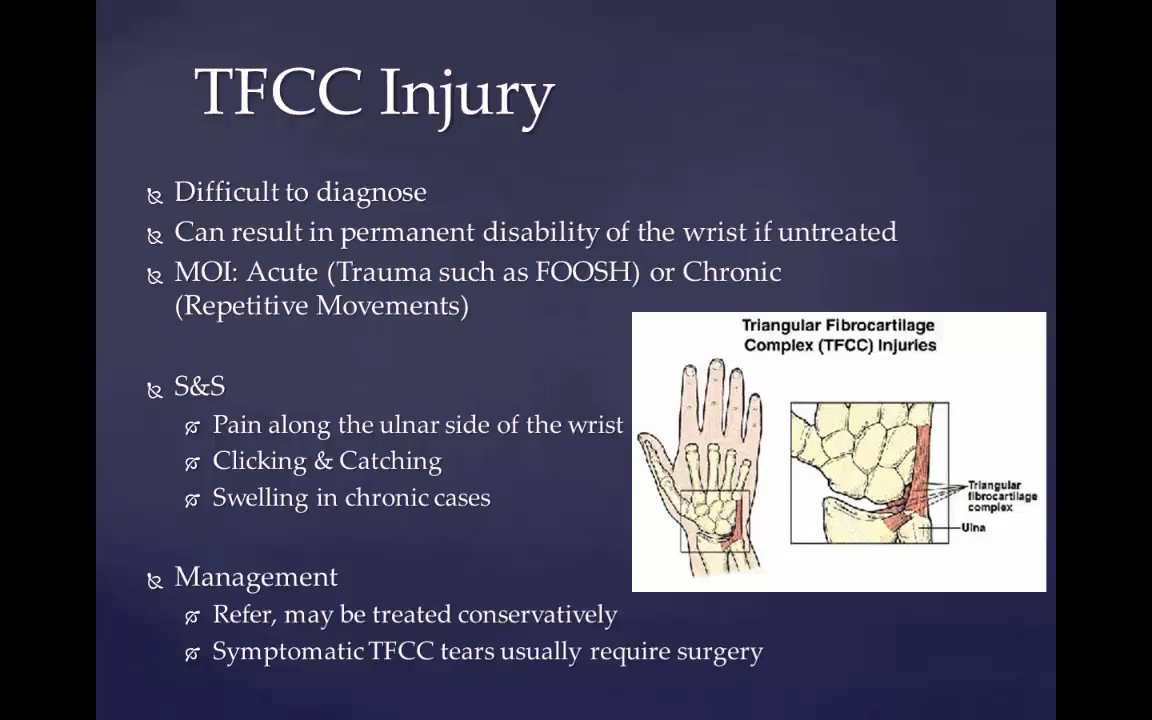 TFCC Injury
Difficult to diagnose
Can result in permanent disability of the wrist if untreated
MOI: Acute (Trauma such as FOOSH) or Chronic
(Repetitive Movements)
S&S
Pain along the ulnar side of the wrist
Clicking & Catching
Swelling in chronic cases
Management
Refer, may be treated conservatively
Symptomatic TFCC tears usually require surgery
Triangular Fibrocartilage
Complex (TFCC) Injuries
Triangular
fibrocartilage
complex
Ulna